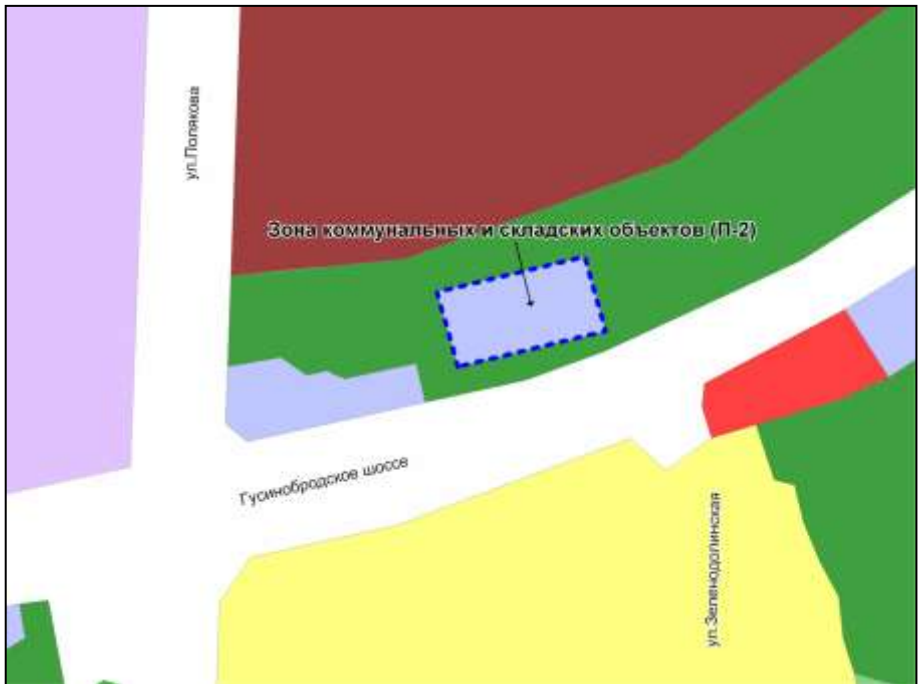 ул.Полякова
Зона коммунальных и складских объектов (П-2)
Гусинобродское шоссе
ул.Зеленодолинская